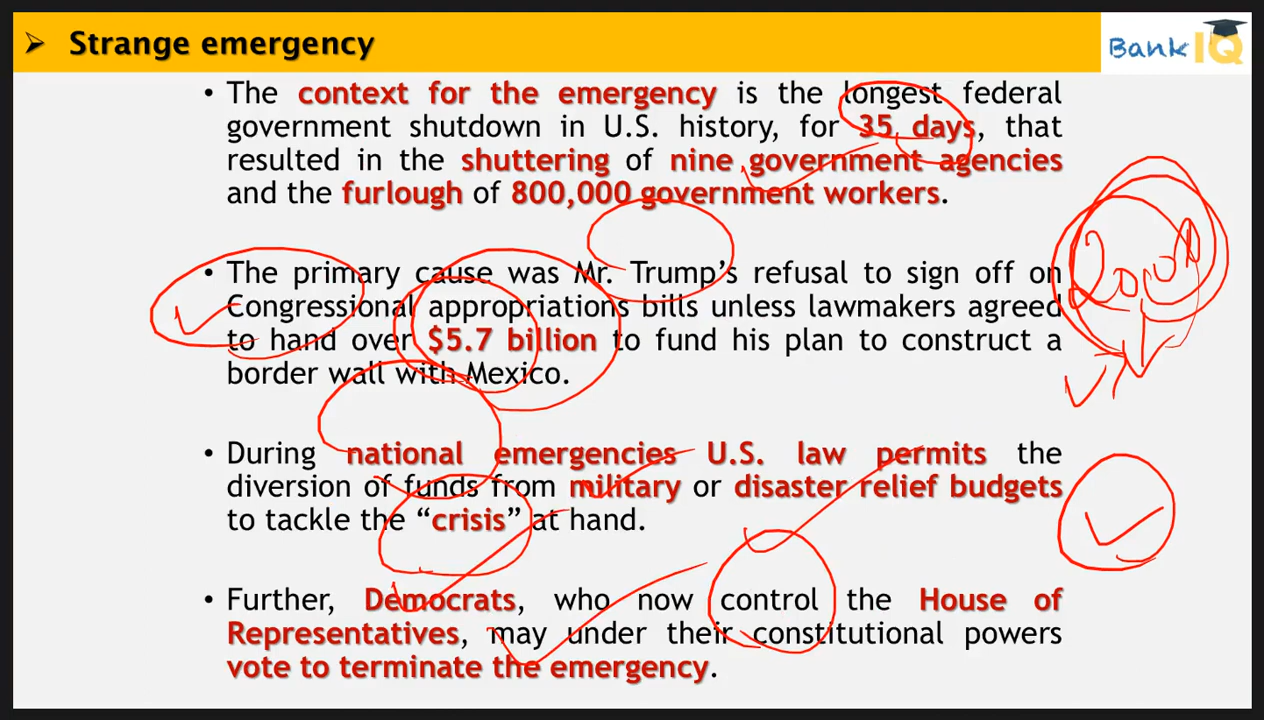 ➢ Strange emergency
Bank IQ
• The context for the emergency is the longest federal
government shutdown in U.S. history, for 35 days, that
resulted in the shuttering of nine government agencies
and the furlough of 800,000 government workers.
• The primary cause was Mr. Trump’s refusal to sign off on
Congressional appropriations bills unless lawmakers agreed
to hand over $5.7 billion to fund his plan to construct a
border wall with Mexico.
• During national emergencies U.S. law permits the
diversion of funds from military or disaster relief budgets
to tackle the “crisis” at hand.
• Further, Democrats, who now control the House of
Representatives, may under their constitutional powers
vote to terminate the emergency.